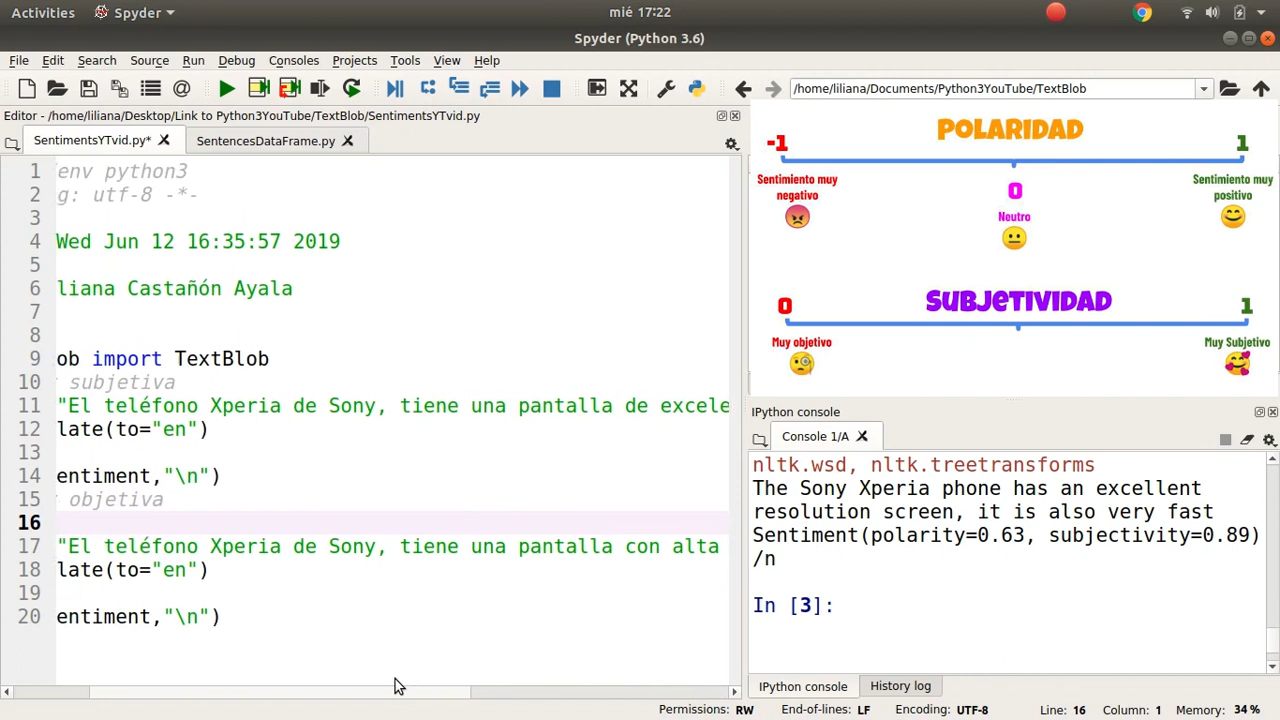 Activities Spyder mié 17:22
Spyder (Python 3.6)
File Edit Search Source Run Debug Consoles Projects Tools View Help
/home/liliana/Documents/Python3YouTube/TextBlob
Editor - /home/liliana/Desktop/Link to Python3YouTube/TextBlob/SentimentsYTvid.py
SentimentsYTvid.py* SentencesDataFrame.py
1 env python3
2 g: utf-8 -*-
3
4 Wed Jun 12 16:35:57 2019
5
6 liana Castañón Ayala
7
8
9 ob import TextBlob
10 subjetiva
11 "El teléfono Xperia de Sony, tiene una pantalla de excele
12 late(to="en")
13
14 entiment,"\n")
15 objetiva
16
17 "El teléfono Xperia de Sony, tiene una pantalla con alta
18 late(to="en")
19
20 entiment,"\n")
POLARIDAD
-1 1
Sentimiento muy negativo
0
Neutro
Sentimiento muy positivo
SUBJETIVIDAD
0 1
Muy objetivo Muy Subjetivo
IPython console
Console 1/A
nltk.wsd, nltk.treetransforms
The Sony Xperia phone has an excellent
resolution screen, it is also very fast
Sentiment(polarity=0.63, subjectivity=0.89)
/n
In [3]:
IPython console History log
Permissions: RW End-of-lines: LF Encoding: UTF-8 Line: 16 Column: 1 Memory: 34 %